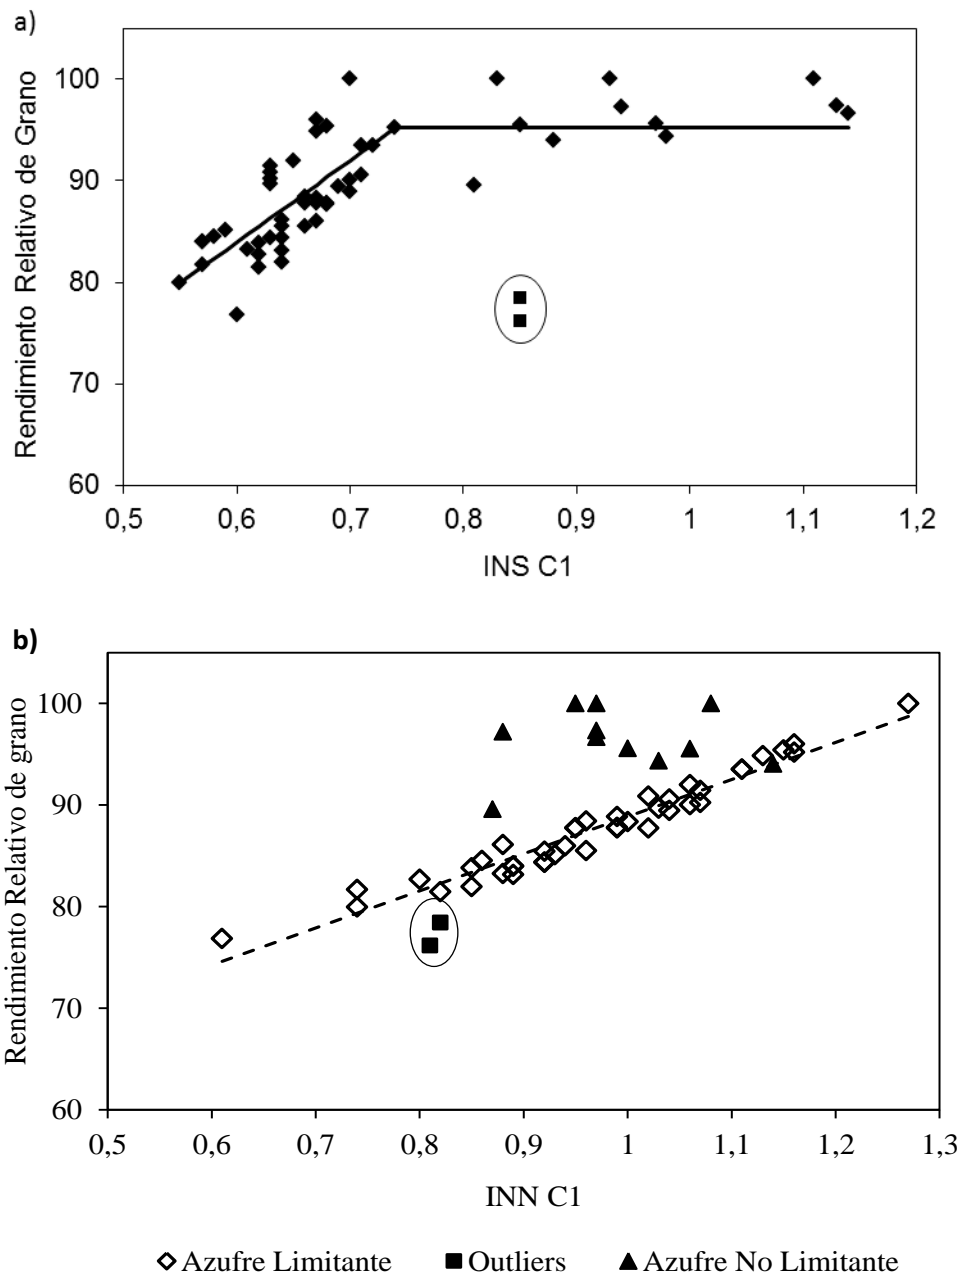 a)
Rendimiento Relativo de Grano
100
90
80
70
60
0,5 0,6 0,7 0,8 0,9 1 1,1 1,2
INS C1
b)
Rendimiento Relativo de grano
100
90
80
70
60
0,5 0,6 0,7 0,8 0,9 1 1,1 1,2 1,3
INN C1
Azufre Limitante Outliers Azufre No Limitante